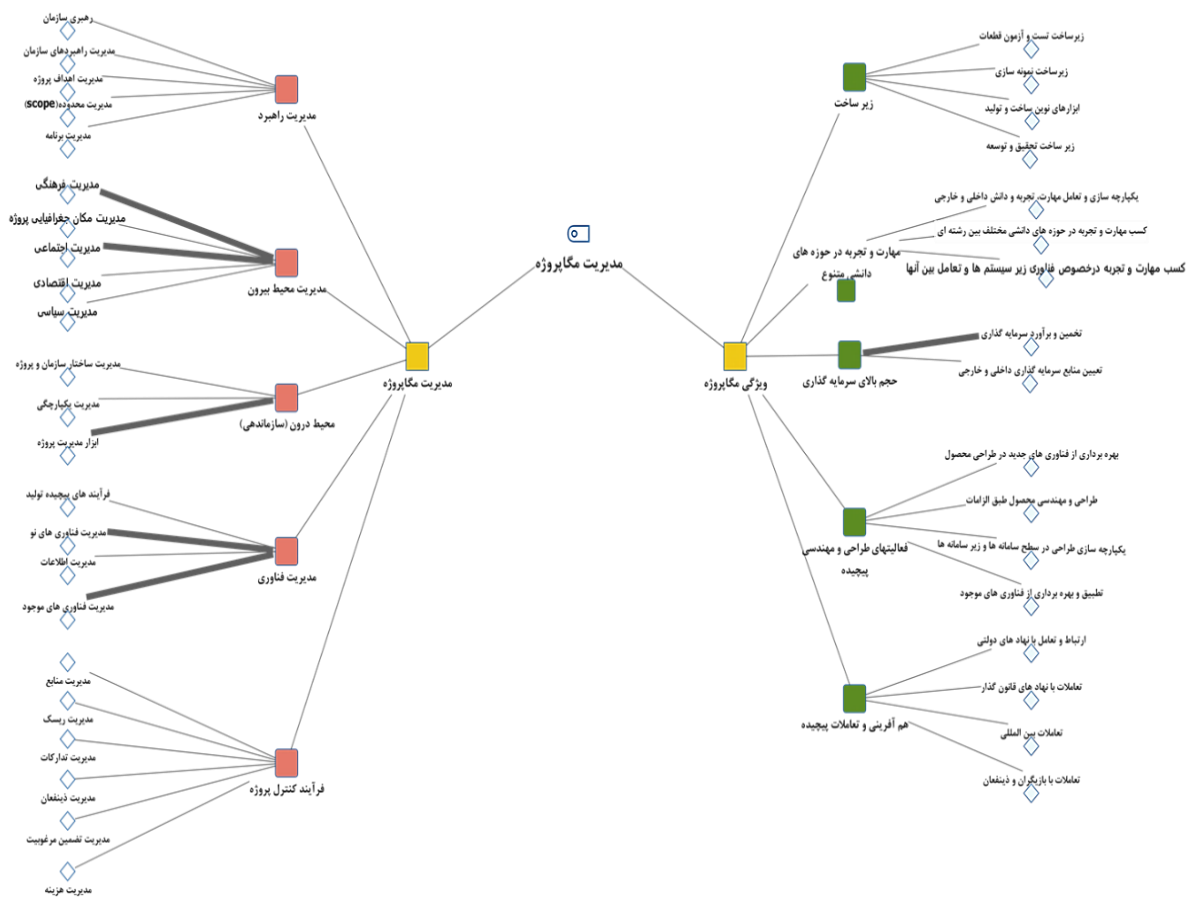 مدیریت مگاپروژه
ویژگی مگاپروژه
زیر ساخت
زیرساخت تست و آزمون قطعات
زیرساخت نمونه سازی
ابزارهای نوین ساخت و تولید
زیر ساخت تحقیق و توسعه
مهارت و تجربه در حوزه های
دانشی متنوع
یکپارچه سازی و تعامل مهارت، تجربه و دانش داخلی و خارجی
کسب مهارت و تجربه در حوزه های دانشی مختلف بین رشته ای
کسب مهارت و تجربه درخصوص فناوری زیر سیستم ها و تعامل بین آنها
حجم بالای سرمایه گذاری
تخمین و برآورد سرمایه گذاری
تعیین منابع سرمایه گذاری داخلی و خارجی
فعالیتهای طراحی و مهندسی
پیچیده
بهره برداری از فناوری های جدید در طراحی محصول
طراحی و مهندسی محصول طبق الزامات
یکپارچه سازی طراحی در سطح سامانه ها و زیر سامانه ها
تطبیق و بهره برداری از فناوری های موجود
هم آفرینی و تعاملات پیچیده
ارتباط و تعامل با نهاد های دولتی
تعاملات با نهاد های قانون گذار
تعاملات بین المللی
تعاملات با بازیگران و ذینفعان
مدیریت مگاپروژه
مدیریت راهبرد
رهبری سازمان
مدیریت راهبردهای سازمان
مدیریت اهداف پروژه
مدیریت محدوده(scope)
مدیریت برنامه
مدیریت محیط بیرون
مدیریت فرهنگی
مدیریت مکان جغرافیایی پروژه
مدیریت اجتماعی
مدیریت اقتصادی
مدیریت سیاسی
محیط درون (سازماندهی)
مدیریت ساختار سازمان و پروژه
مدیریت یکپارچگی
ابزار مدیریت پروژه
مدیریت فناوری
فرآیند های پیچیده تولید
مدیریت فناوری های نو
مدیریت اطلاعات
مدیریت فناوری های موجود
فرآیند کنترل پروژه
مدیریت منابع
مدیریت ریسک
مدیریت تدارکات
مدیریت ذینفعان
مدیریت تضمین مرغوبیت
مدیریت هزینه